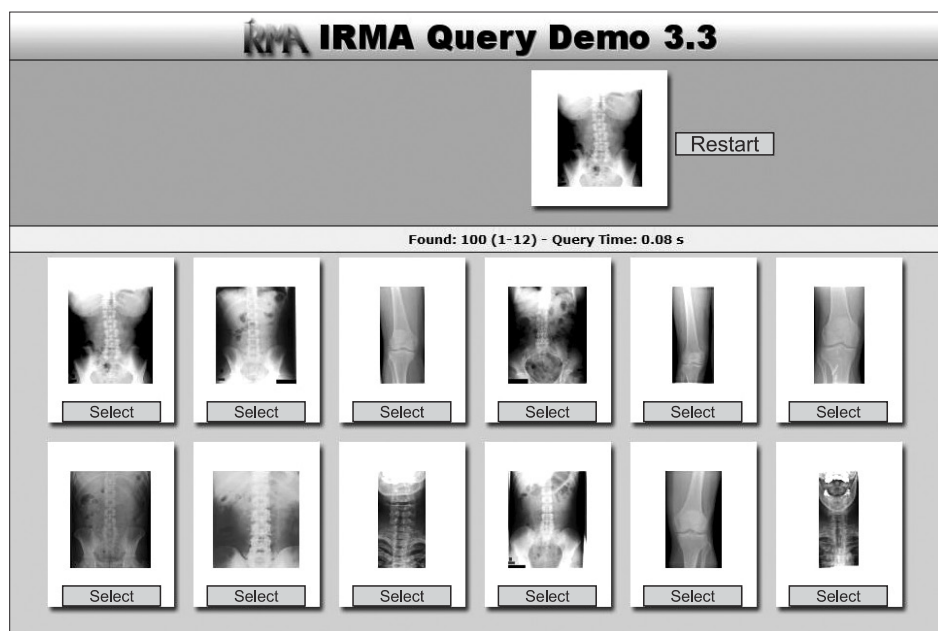 IRMA IRMA Query Demo 3.3
Restart
Found: 100 (1-12) - Query Time: 0.08 s
Select Select Select Select Select Select
Select Select Select Select Select Select